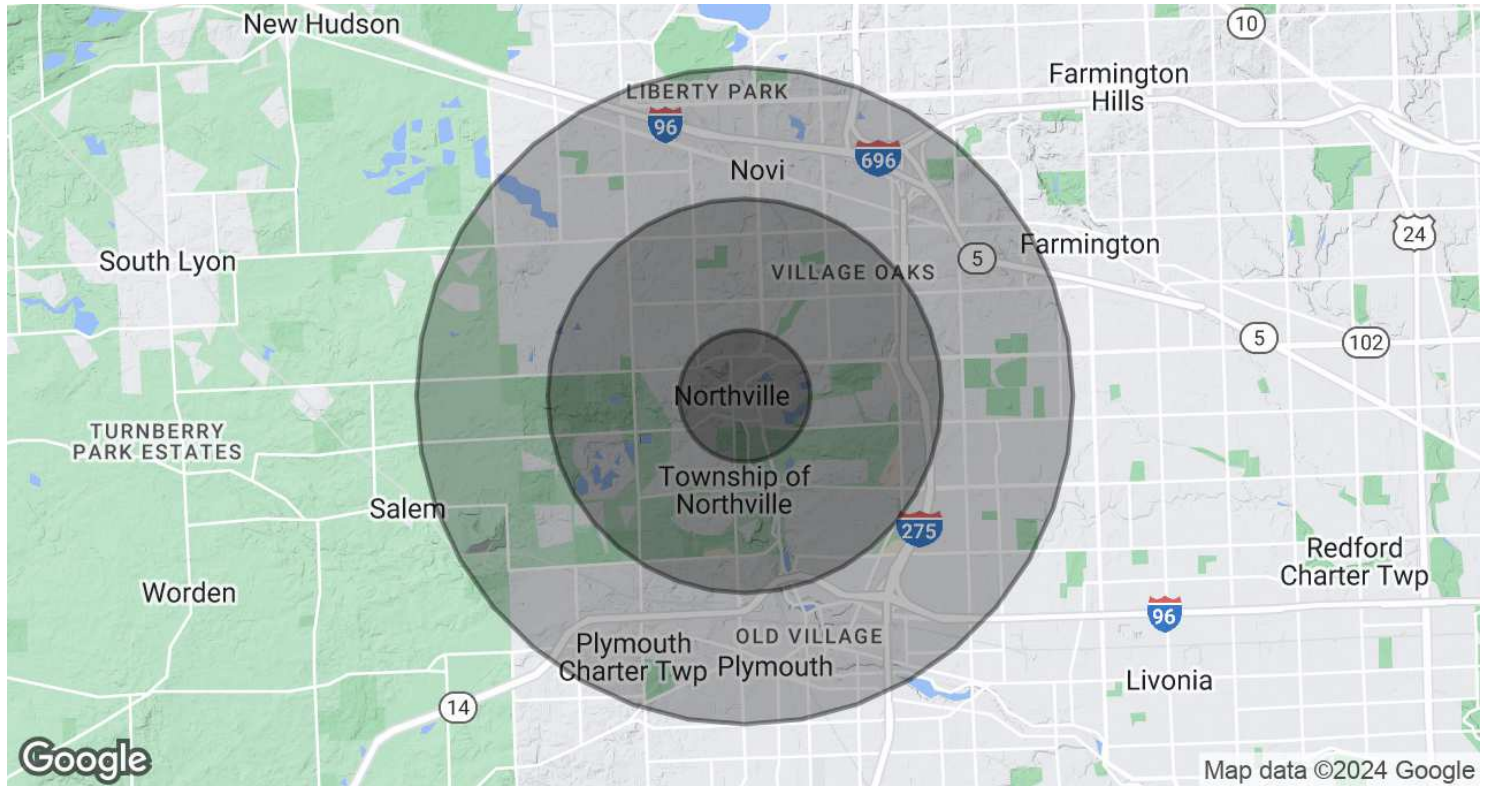 New Hudson
10
Farmington
Hills
LIBERTY PARK
96
696
Novi
24
South Lyon
Farmington
5
VILLAGE OAKS
5
102
Northville
TURNBERRY
PARK ESTATES
Township of
Northville
Salem
275
Redford
Charter Twp
Worden
96
OLD VILLAGE
Plymouth
Charter Twp
Plymouth
Livonia
14
Google
Map data ©2024 Google